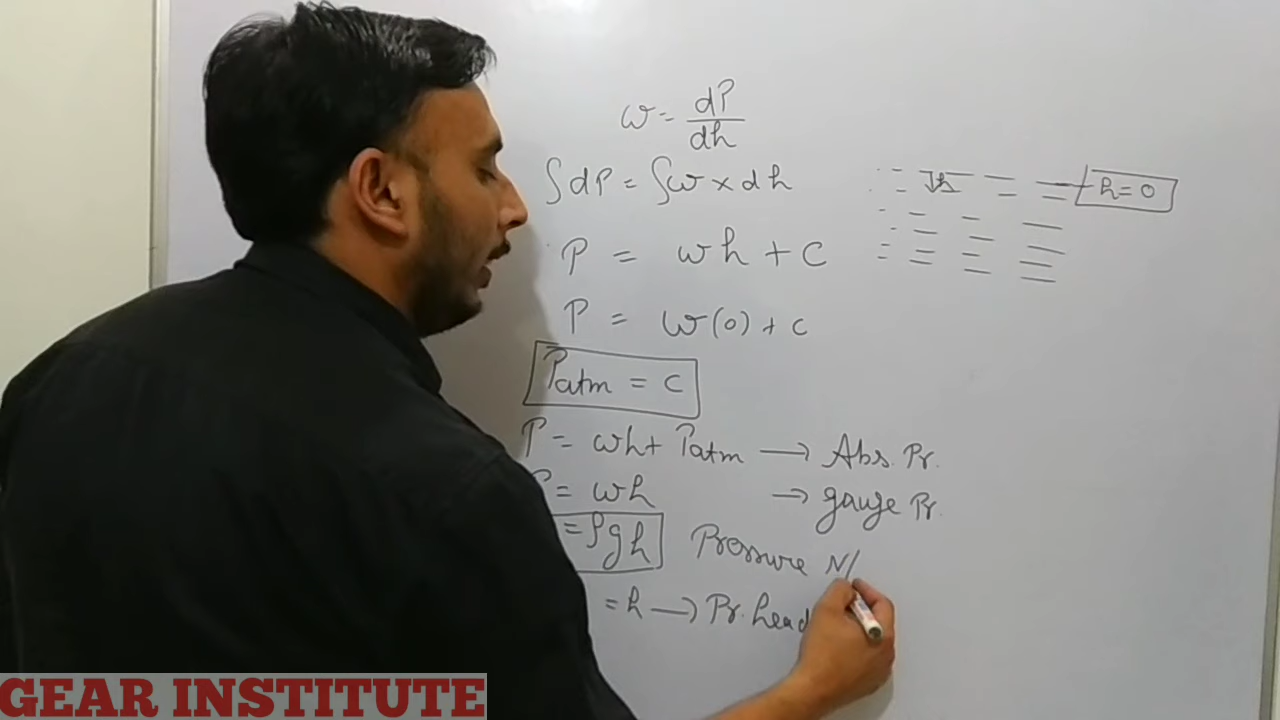 w = dP/dh
∫dP = ∫w × dh
h
h = 0
P = wh + C
P = w(0) + c
Patm = C
P = wh + Patm → Abs. Pr.
P = wh → gauge Pr.
= ρgh Pressure N/
= h → Pr. head
GEAR INSTITUTE